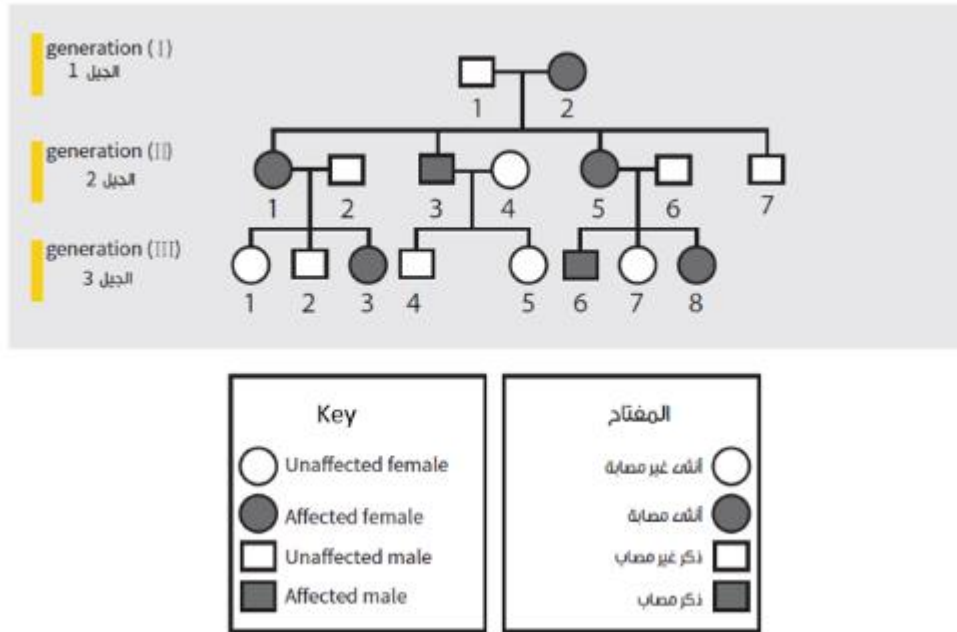 generation (I)
الجيل 1
1 2
generation (II)
الجيل 2
1 2 3 4 5 6 7
generation (III)
الجيل 3
1 2 3 4 5 6 7 8
Key
Unaffected female
Affected female
Unaffected male
Affected male
المفتاح
أنثى غير مصابة
أنثى مصابة
ذكر غير مصاب
ذكر مصاب